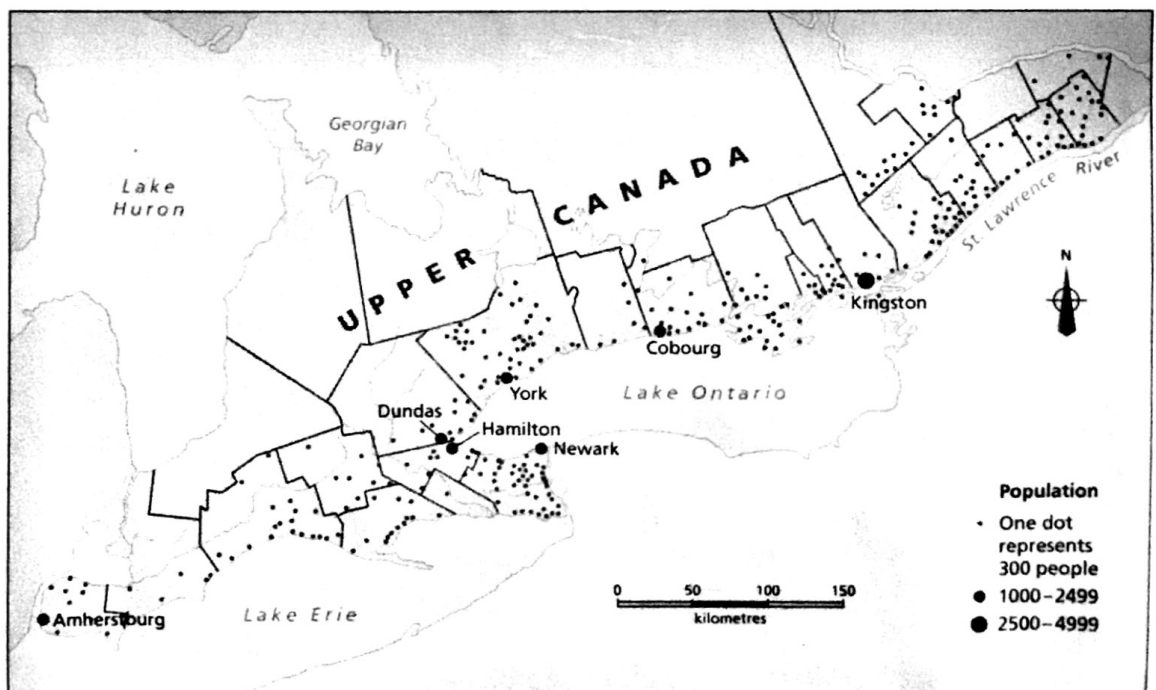 Georgian
Bay
Lake
Huron
UPPER CANADA
St. Lawrence River
N
Kingston
Cobourg
York
Lake Ontario
Dundas
Hamilton
Newark
Population
One dot
represents
300 people
1000–2499
2500–4999
0 50 100 150
kilometres
Lake Erie
Amherstburg